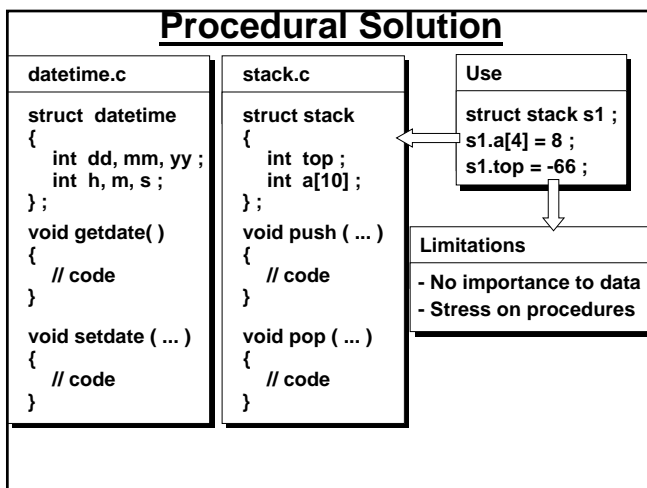 Procedural Solution
datetime.c
struct datetime
{
int dd, mm, yy ;
int h, m, s ;
} ;
void getdate( )
{
// code
}
void setdate ( ... )
{
// code
}
stack.c
struct stack
{
int top ;
int a[10] ;
} ;
void push ( ... )
{
// code
}
void pop ( ... )
{
// code
}
Use
struct stack s1 ;
s1.a[4] = 8 ;
s1.top = -66 ;
Limitations
- No importance to data
- Stress on procedures